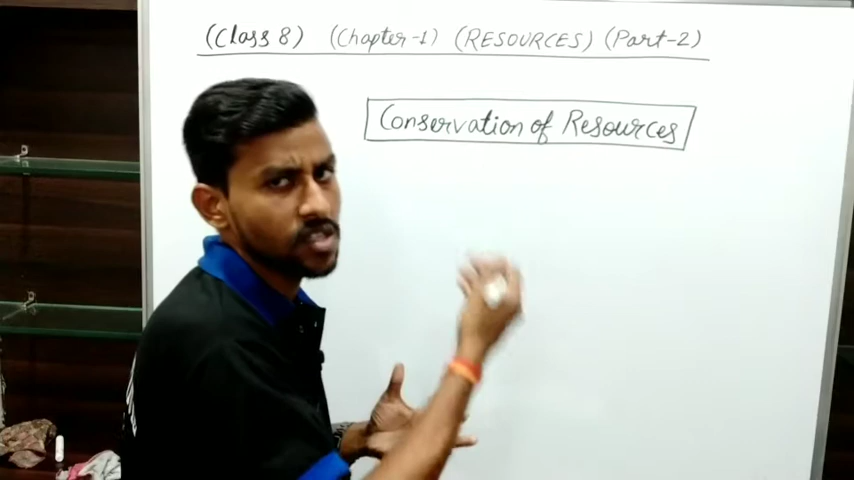 (Class 8) (Chapter-1) (RESOURCES) (Part-2)
Conservation of Resources